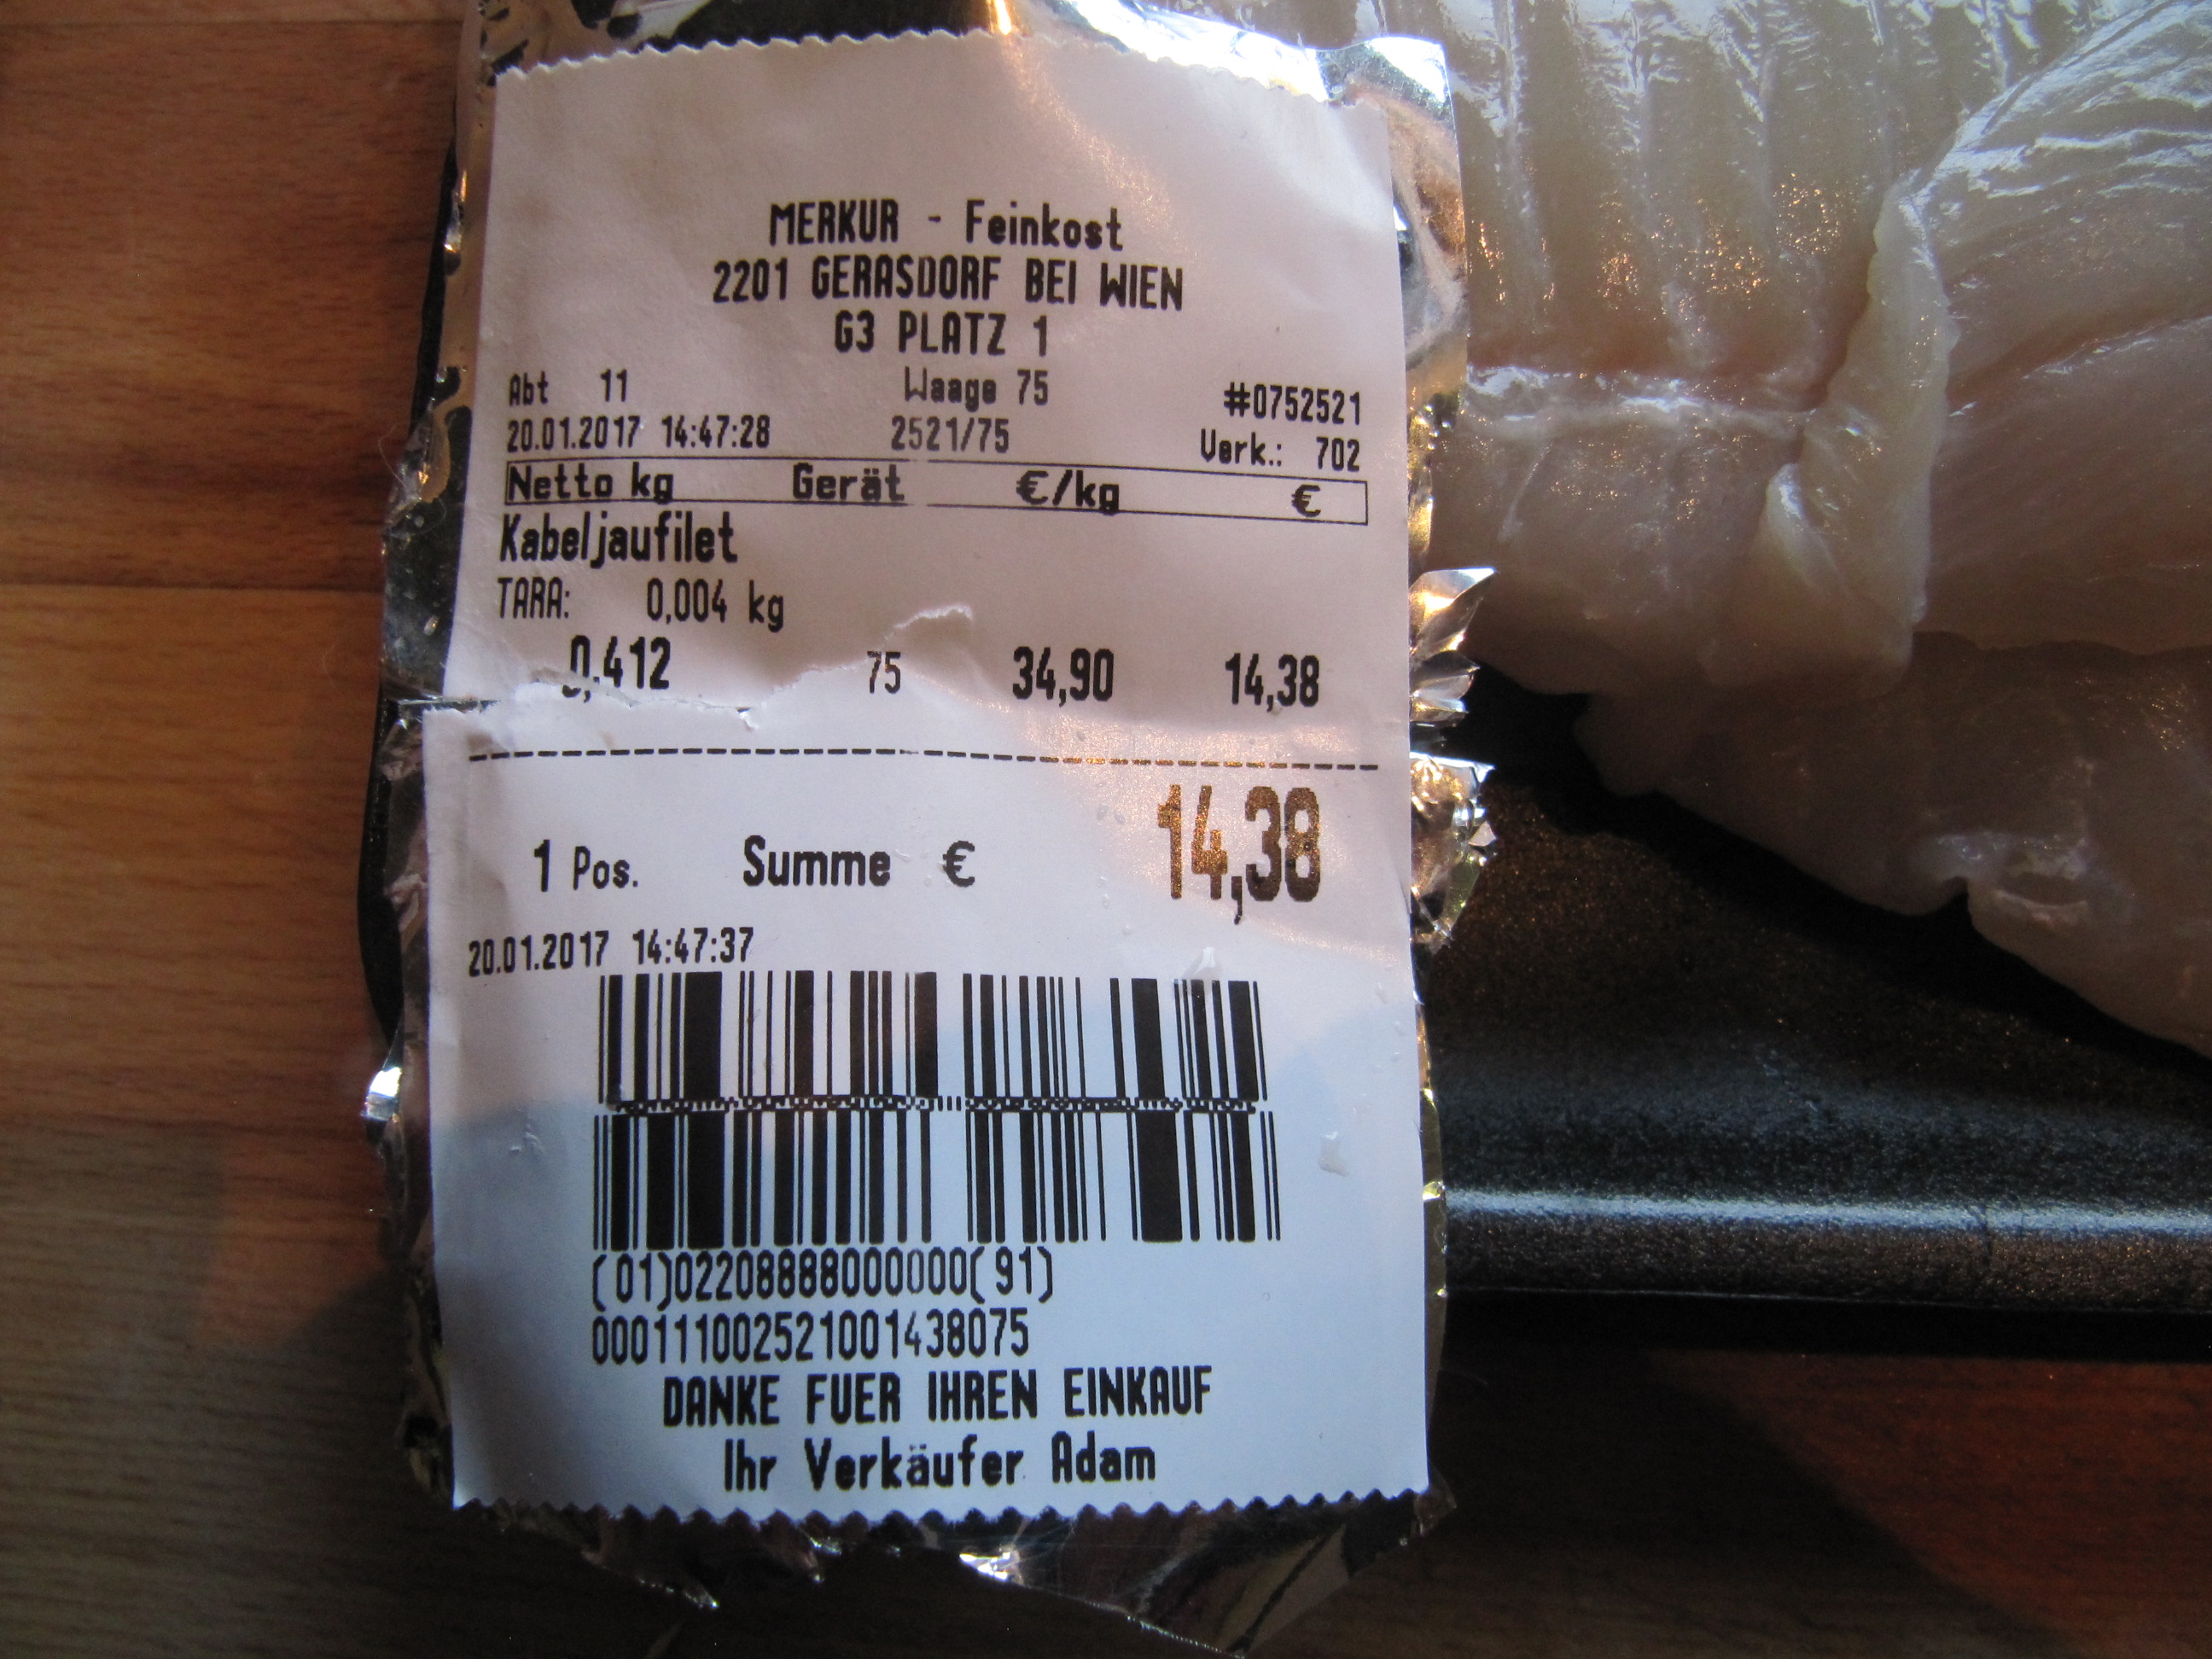 MERKUR - Feinkost
2201 GERASDORF BEI WIEN
G3 PLATZ 1
Abt 11 Waage 75 #0752521
20.01.2017 14:47:28 2521/75 Verk.: 702
Netto kg Gerät €/kg €
Kabeljaufilet
TARA: 0,004 kg
0,412 75 34,90 14,38
1 Pos. Summe € 14,38
20.01.2017 14:47:37
(01)02208888000000(91)
0001110025210014380​75
DANKE FUER IHREN EINKAUF
Ihr Verkäufer Adam